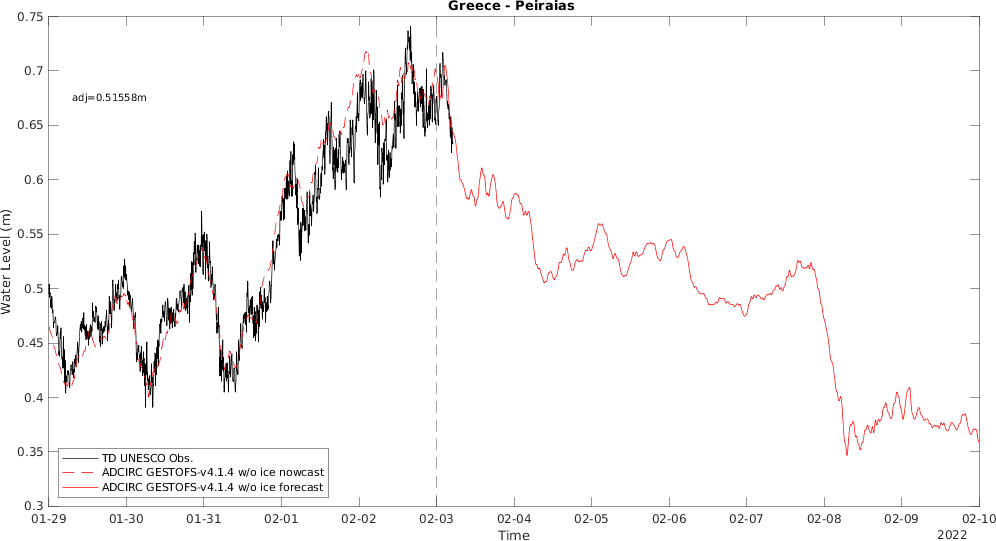 Greece - Peiraias
0.75
0.7
0.65
0.6
0.55
0.5
0.45
0.4
0.35
0.3
Water Level (m)
adj=0.51558m
TD UNESCO Obs.
ADCIRC GESTOFS-v4.1.4 w/o ice nowcast
ADCIRC GESTOFS-v4.1.4 w/o ice forecast
01-29 01-30 01-31 02-01 02-02 02-03 02-04 02-05 02-06 02-07 02-08 02-09 02-10
Time
2022